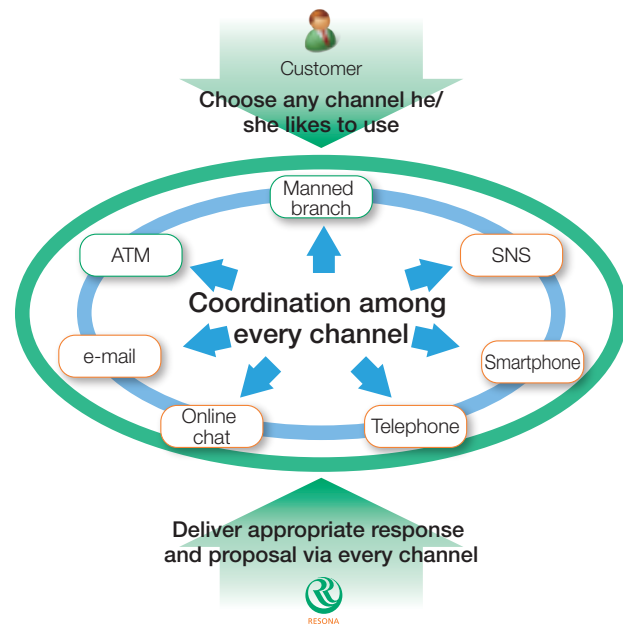 Customer
Choose any channel he/
she likes to use
Manned
branch
ATM
SNS
Coordination among
every channel
e-mail
Smartphone
Online
chat
Telephone
Deliver appropriate response
and proposal via every channel
RESONA